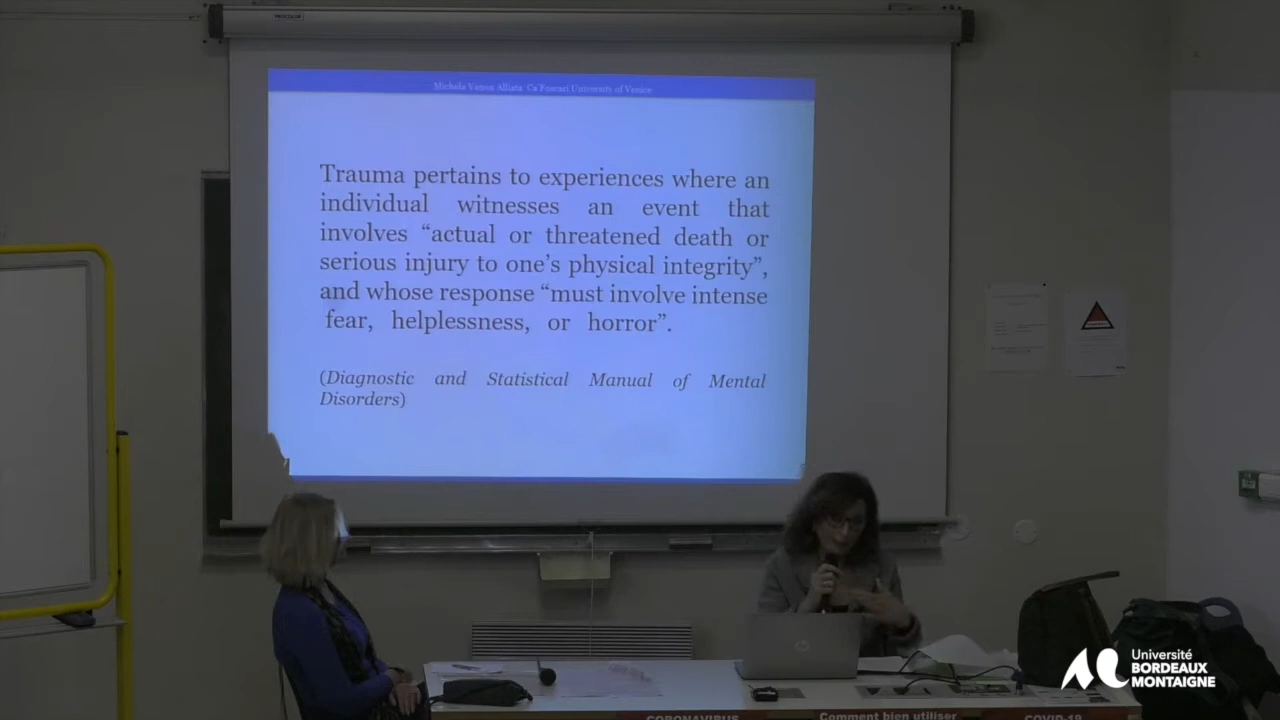 Michela Vanon Alliata Ca Foscari University of Venice
Trauma pertains to experiences where an
individual witnesses an event that
involves “actual or threatened death or
serious injury to one’s physical integrity”,
and whose response “must involve intense
fear, helplessness, or horror”.
(Diagnostic and Statistical Manual of Mental
Disorders)
hp
Université
BORDEAUX
MONTAIGNE
CORONAVIRUS
Comment bien utiliser
COVID-19